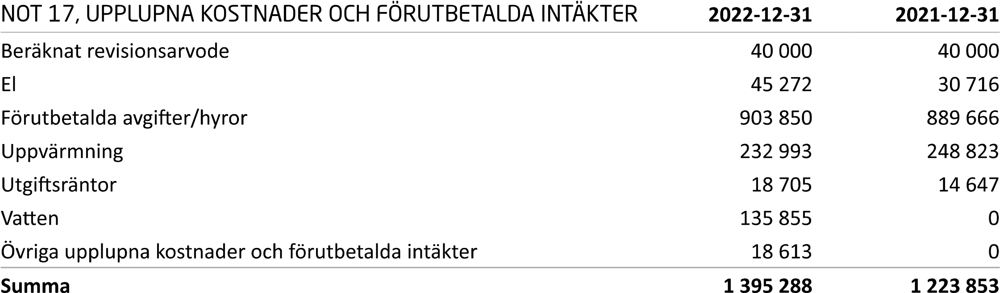 NOT 17, UPPLUPNA KOSTNADER OCH FÖRUTBETALDA INTÄKTER 2022-12-31 2021-12-31
Beräknat revisionsarvode 40 000 40 000
El 45 272 30 716
Förutbetalda avgifter/hyror 903 850 889 666
Uppvärmning 232 993 248 823
Utgiftsräntor 18 705 14 647
Vatten 135 855 0
Övriga upplupna kostnader och förutbetalda intäkter 18 613 0
Summa 1 395 288 1 223 853